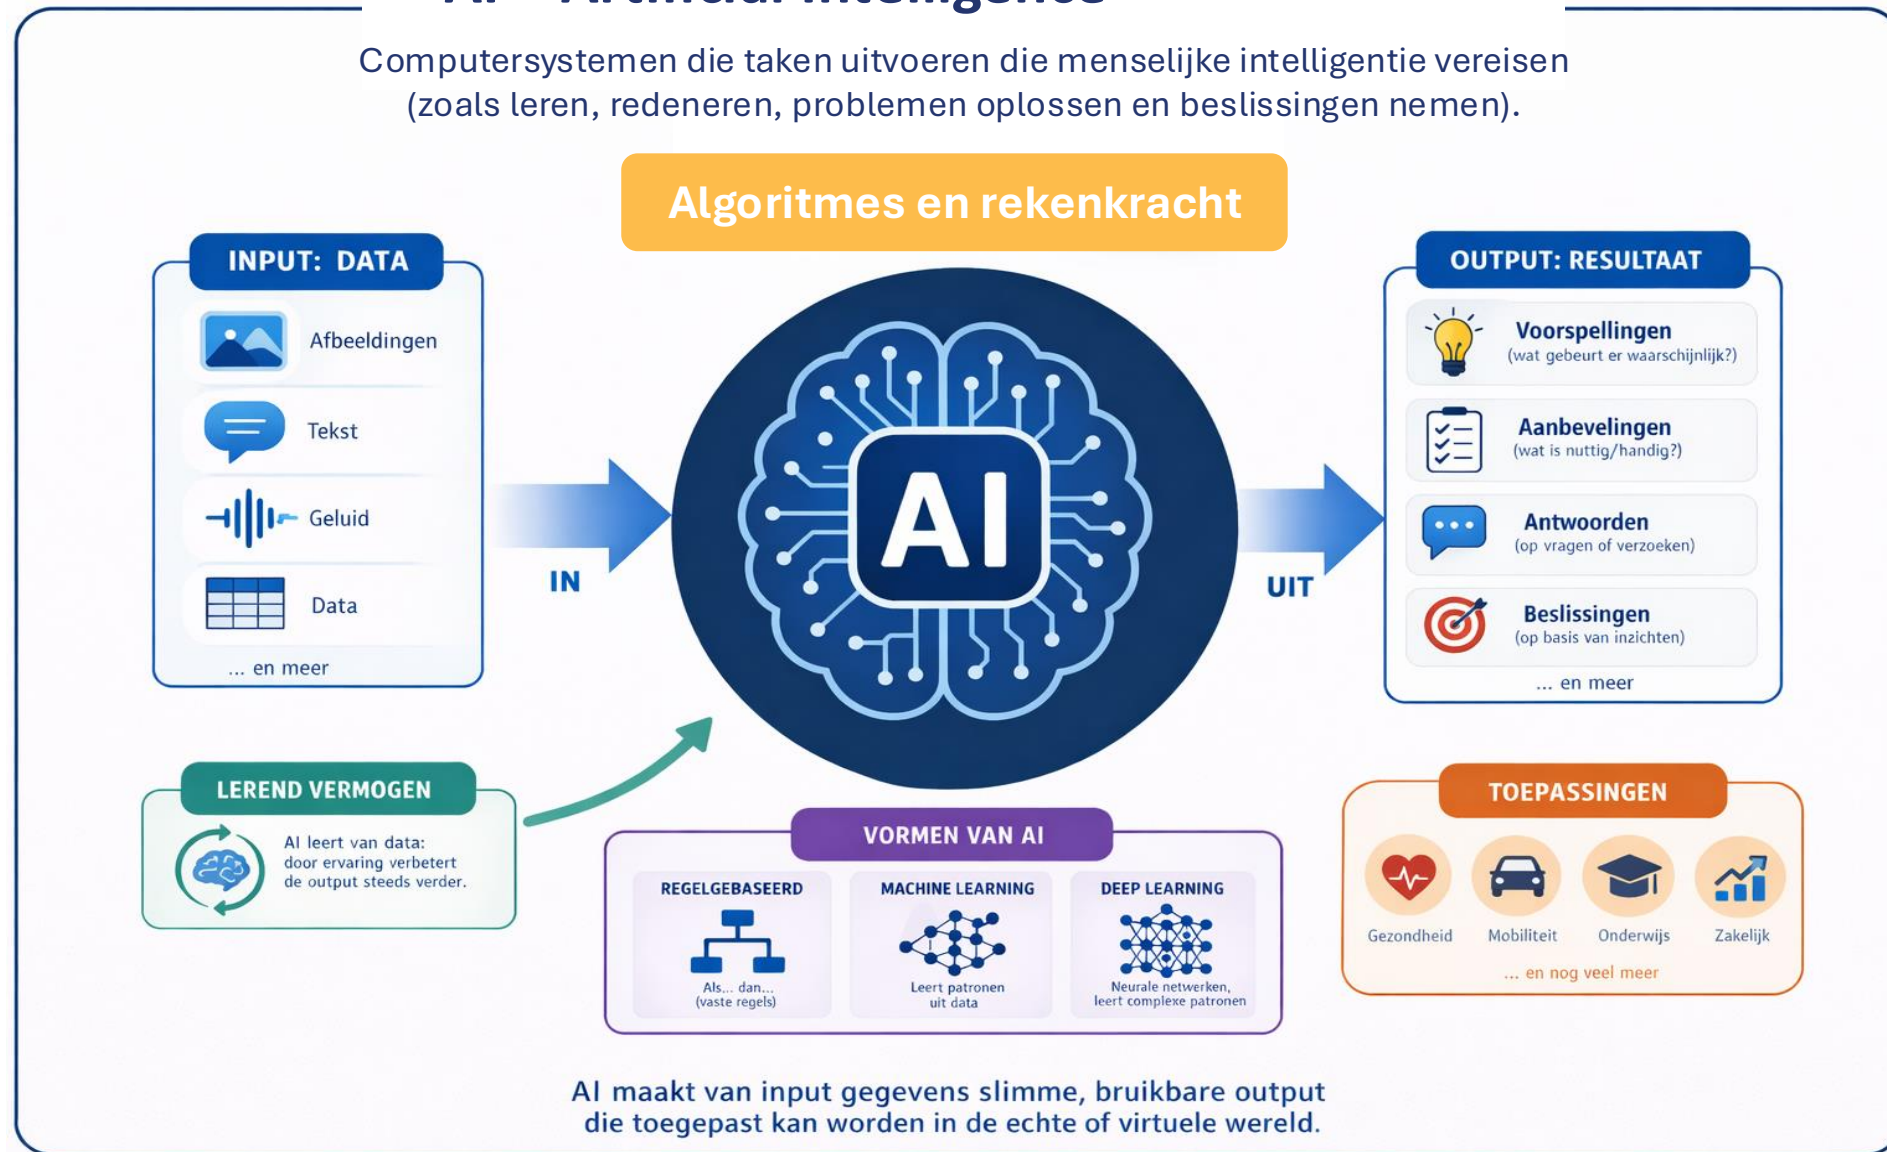 AI - Artificial Intelligence
Computersystemen die taken uitvoeren die menselijke intelligentie vereisen
(zoals leren, redeneren, problemen oplossen en beslissingen nemen).
Algoritmes en rekenkracht
INPUT: DATA
Afbeeldingen
Tekst
Geluid
Data
... en meer
IN
AI
UIT
OUTPUT: RESULTAAT
Voorspellingen
(wat gebeurt er waarschijnlijk?)
Aanbevelingen
(wat is nuttig/handig?)
Antwoorden
(op vragen of verzoeken)
Beslissingen
(op basis van inzichten)
... en meer
LEREND VERMOGEN
AI leert van data:
door ervaring verbetert
de output steeds verder.
VORMEN VAN AI
REGELGEBASEERD
Als... dan...
(vaste regels)
MACHINE LEARNING
Leert patronen
uit data
DEEP LEARNING
Neurale netwerken,
leert complexe patronen
TOEPASSINGEN
Gezondheid
Mobiliteit
Onderwijs
Zakelijk
... en nog veel meer
AI maakt van input gegevens slimme, bruikbare output
die toegepast kan worden in de echte of virtuele wereld.